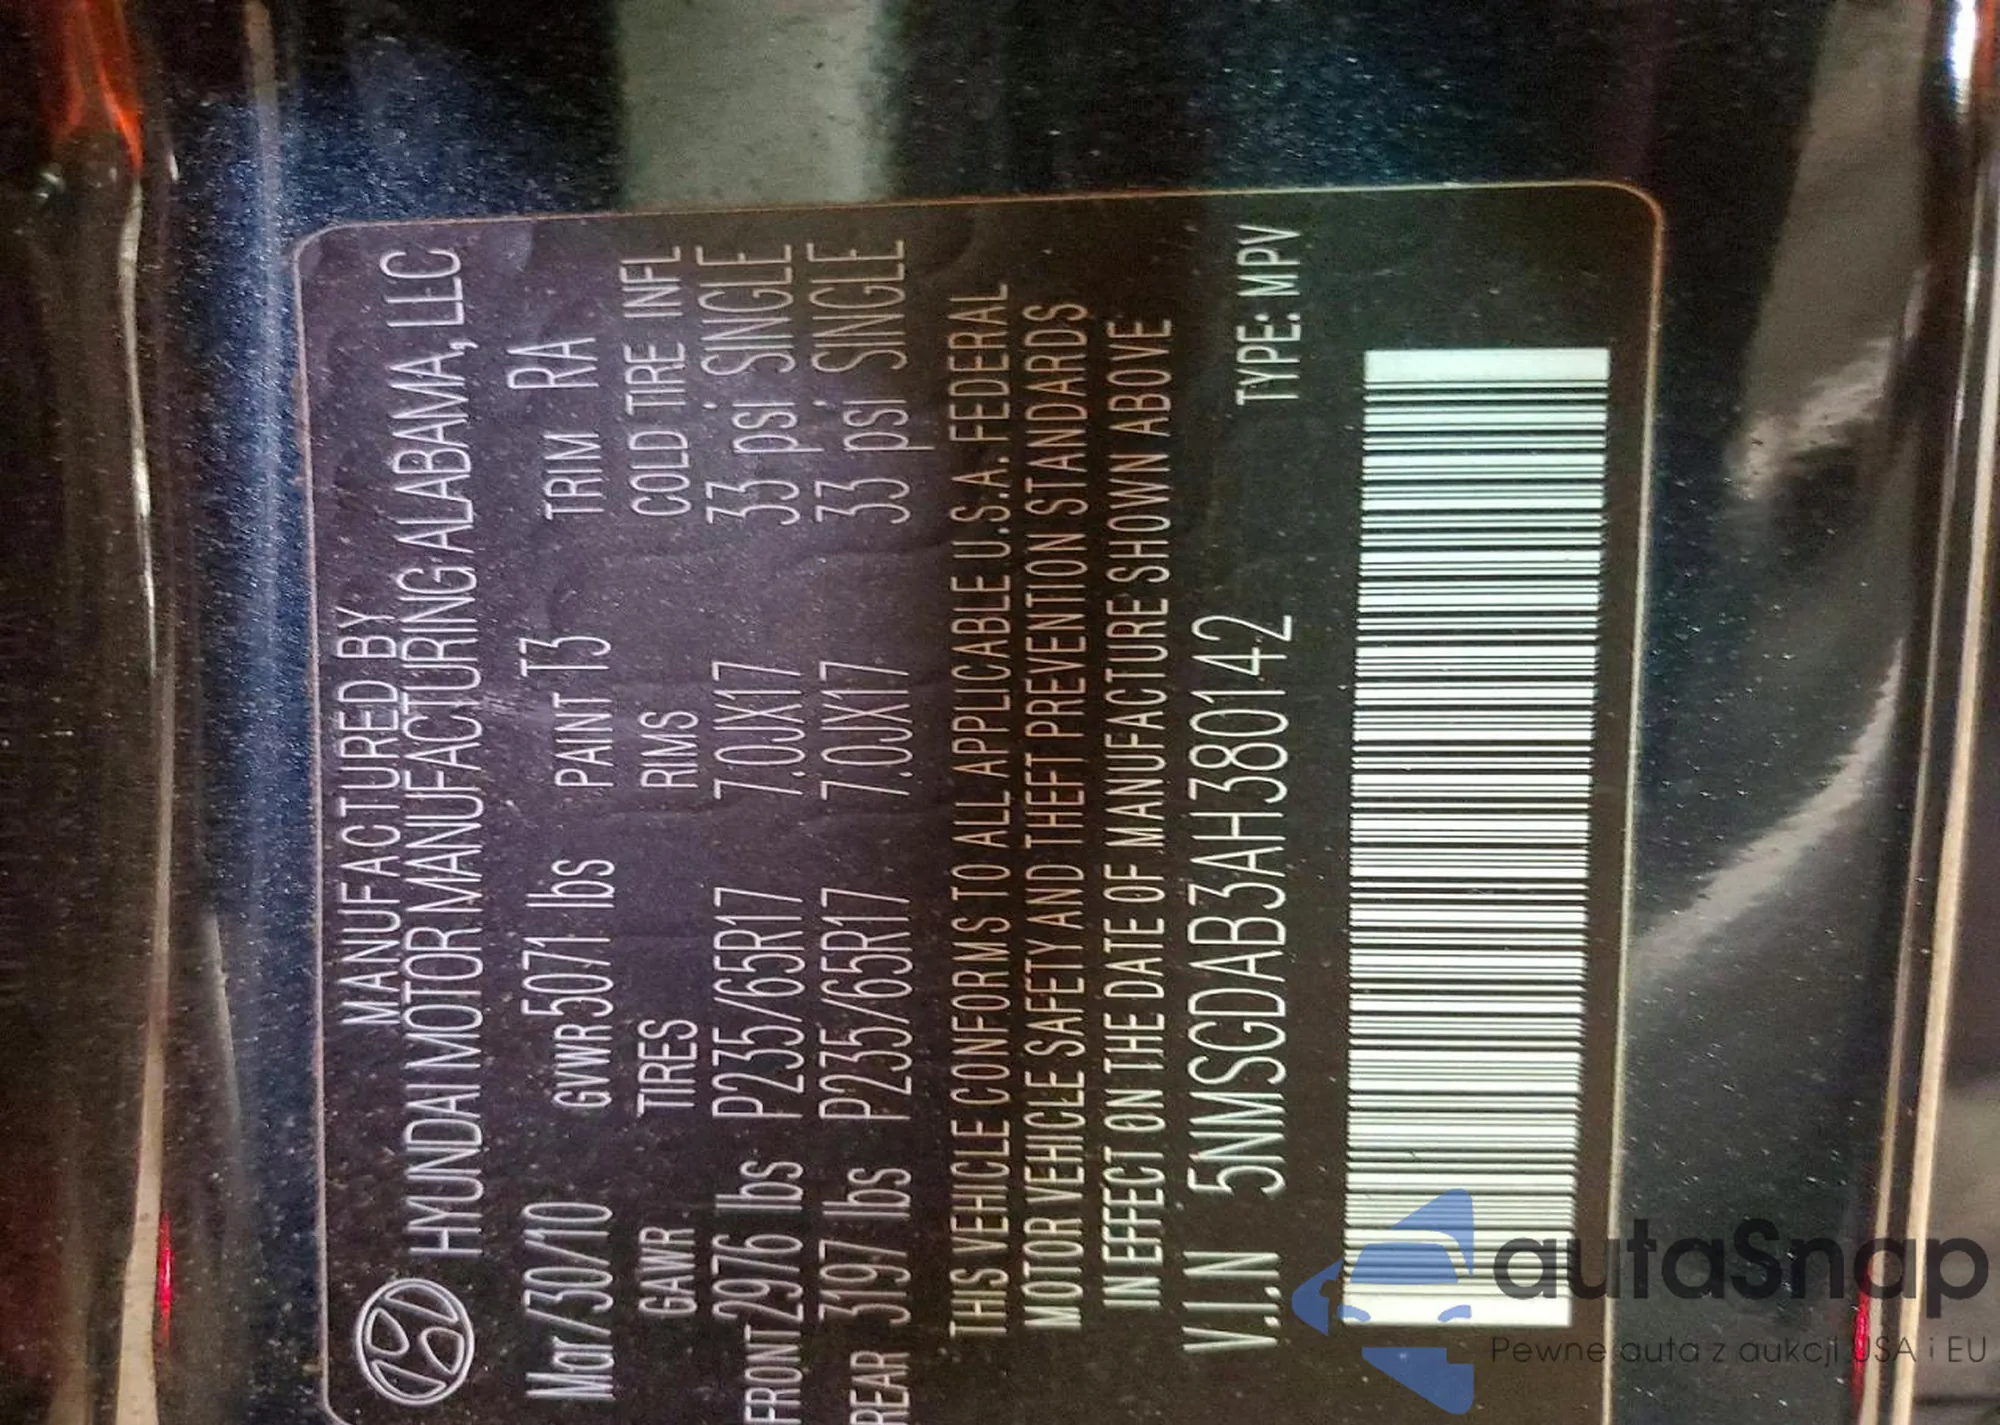 MANUFACTURED BY
HYUNDAI MOTOR MANUFACTURING ALABAMA, LLC
Mar/30/10 GVWR 5071 lbs PAINT T3 TRIM RA
GAWR TIRES RIMS COLD TIRE INFL
FRONT 2976 lbs P235/65R17 7.0JX17 33 psi SINGLE
REAR 3197 lbs P235/65R17 7.0JX17 33 psi SINGLE
THIS VEHICLE CONFORMS TO ALL APPLICABLE U.S.A. FEDERAL
MOTOR VEHICLE SAFETY AND THEFT PREVENTION STANDARDS
IN EFFECT ON THE DATE OF MANUFACTURE SHOWN ABOVE
V.I.N 5NMSGDAB3AH380142 TYPE: MPV
autaSnap
Pewne auta z aukcji USA i EU